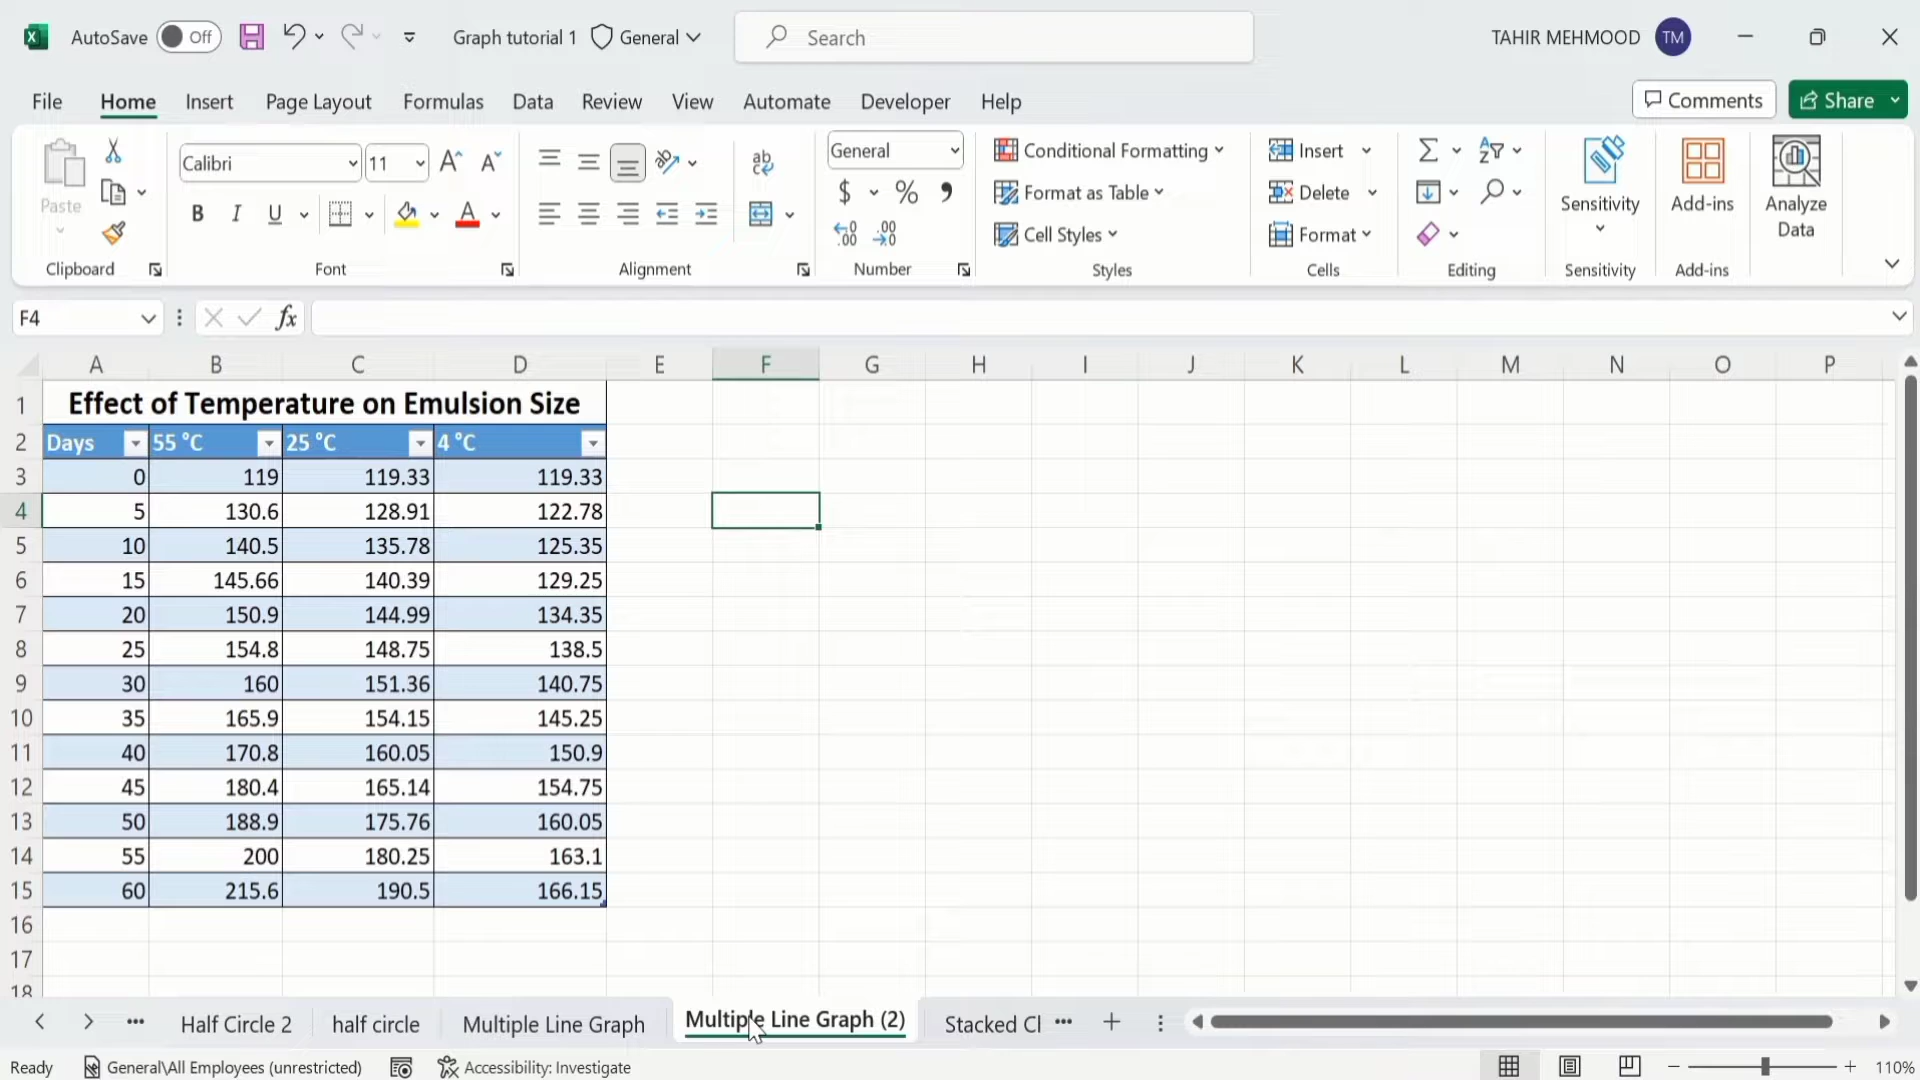 AutoSave Off Graph tutorial 1 General Search TAHIR MEHMOOD TM
File Home Insert Page Layout Formulas Data Review View Automate Developer Help Comments Share
Paste
Calibri 11
B I U A
ab
General
$ % 9
Conditional Formatting
Format as Table
Cell Styles
Insert
Delete
Format
Sensitivity
Add-ins
Analyze
Data
Clipboard Font Alignment Number Styles Cells Editing Sensitivity Add-ins
F4 fx
A B C D E F G H I J K L M N O P
1 Effect of Temperature on Emulsion Size
2 Days 55 °C 25 °C 4 °C
3 0 119 119.33 119.33
4 5 130.6 128.91 122.78
5 10 140.5 135.78 125.35
6 15 145.66 140.39 129.25
7 20 150.9 144.99 134.35
8 25 154.8 148.75 138.5
9 30 160 151.36 140.75
10 35 165.9 154.15 145.25
11 40 170.8 160.05 150.9
12 45 180.4 165.14 154.75
13 50 188.9 175.76 160.05
14 55 200 180.25 163.1
15 60 215.6 190.5 166.15
16
17
18
Half Circle 2 half circle Multiple Line Graph Multiple Line Graph (2) Stacked Cl
Ready General\All Employees (unrestricted) Accessibility: Investigate 110%